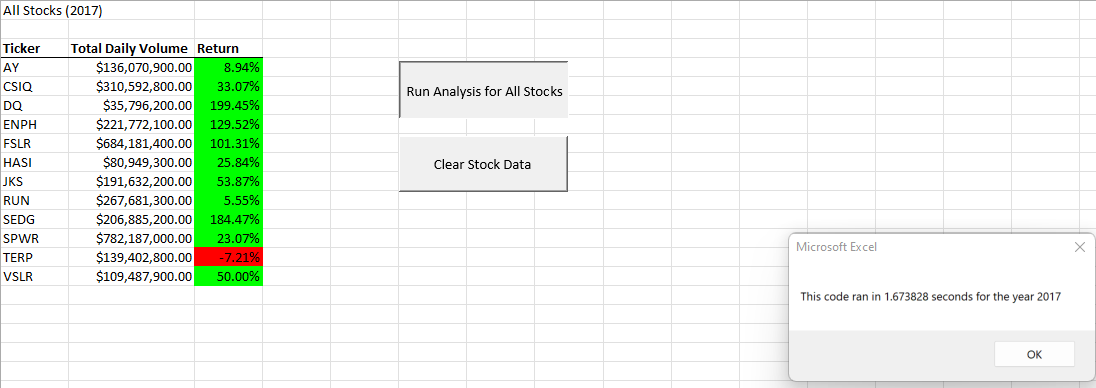 All Stocks (2017)
Ticker Total Daily Volume Return
AY $136,070,900.00 8.94%
CSIQ $310,592,800.00 33.07%
DQ $35,796,200.00 199.45%
ENPH $221,772,100.00 129.52%
FSLR $684,181,400.00 101.31%
HASI $80,949,300.00 25.84%
JKS $191,632,200.00 53.87%
RUN $267,681,300.00 5.55%
SEDG $206,885,200.00 184.47%
SPWR $782,187,000.00 23.07%
TERP $139,402,800.00 -7.21%
VSLR $109,487,900.00 50.00%
Run Analysis for All Stocks
Clear Stock Data
Microsoft Excel
This code ran in 1.673828 seconds for the year 2017
OK